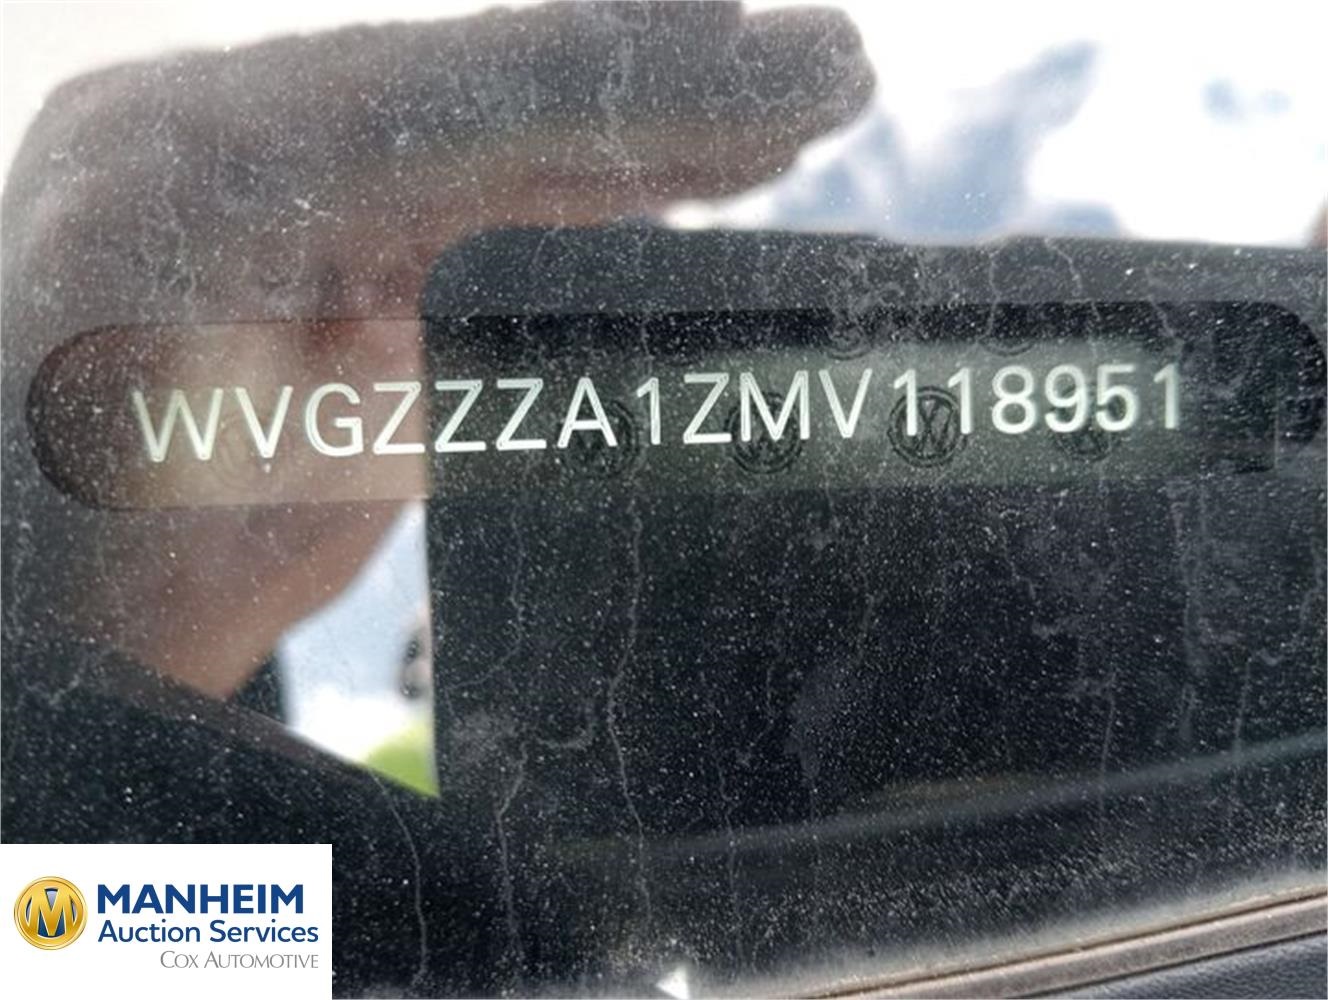 WVGZZZA1ZMV118951
MANHEIM
Auction Services
COX AUTOMOTIVE